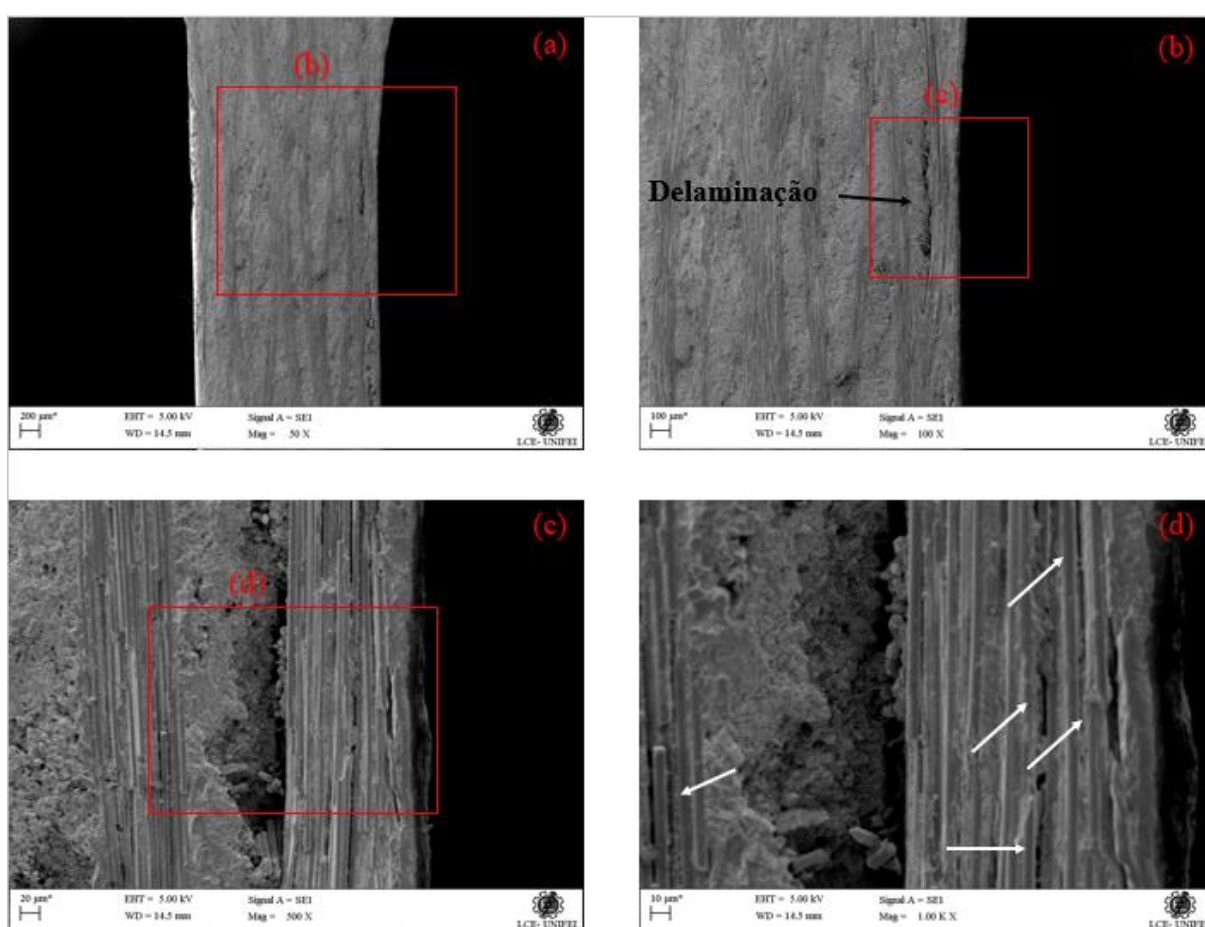 (a)
(b)
200 µm*
EHT = 5.00 kV
Signal A = SE1
WD = 14.5 mm
Mag = 50 X
LCE- UNIFEI
(b)
(c)
Delaminação
100 µm*
EHT = 5.00 kV
Signal A = SE1
WD = 14.5 mm
Mag = 100 X
LCE- UNIFEI
(c)
(d)
20 µm*
EHT = 5.00 kV
Signal A = SE1
WD = 14.5 mm
Mag = 500 X
LCE- UNIFEI
(d)
10 µm*
EHT = 5.00 kV
Signal A = SE1
WD = 14.5 mm
Mag = 1.00 K X
LCE- UNIFEI